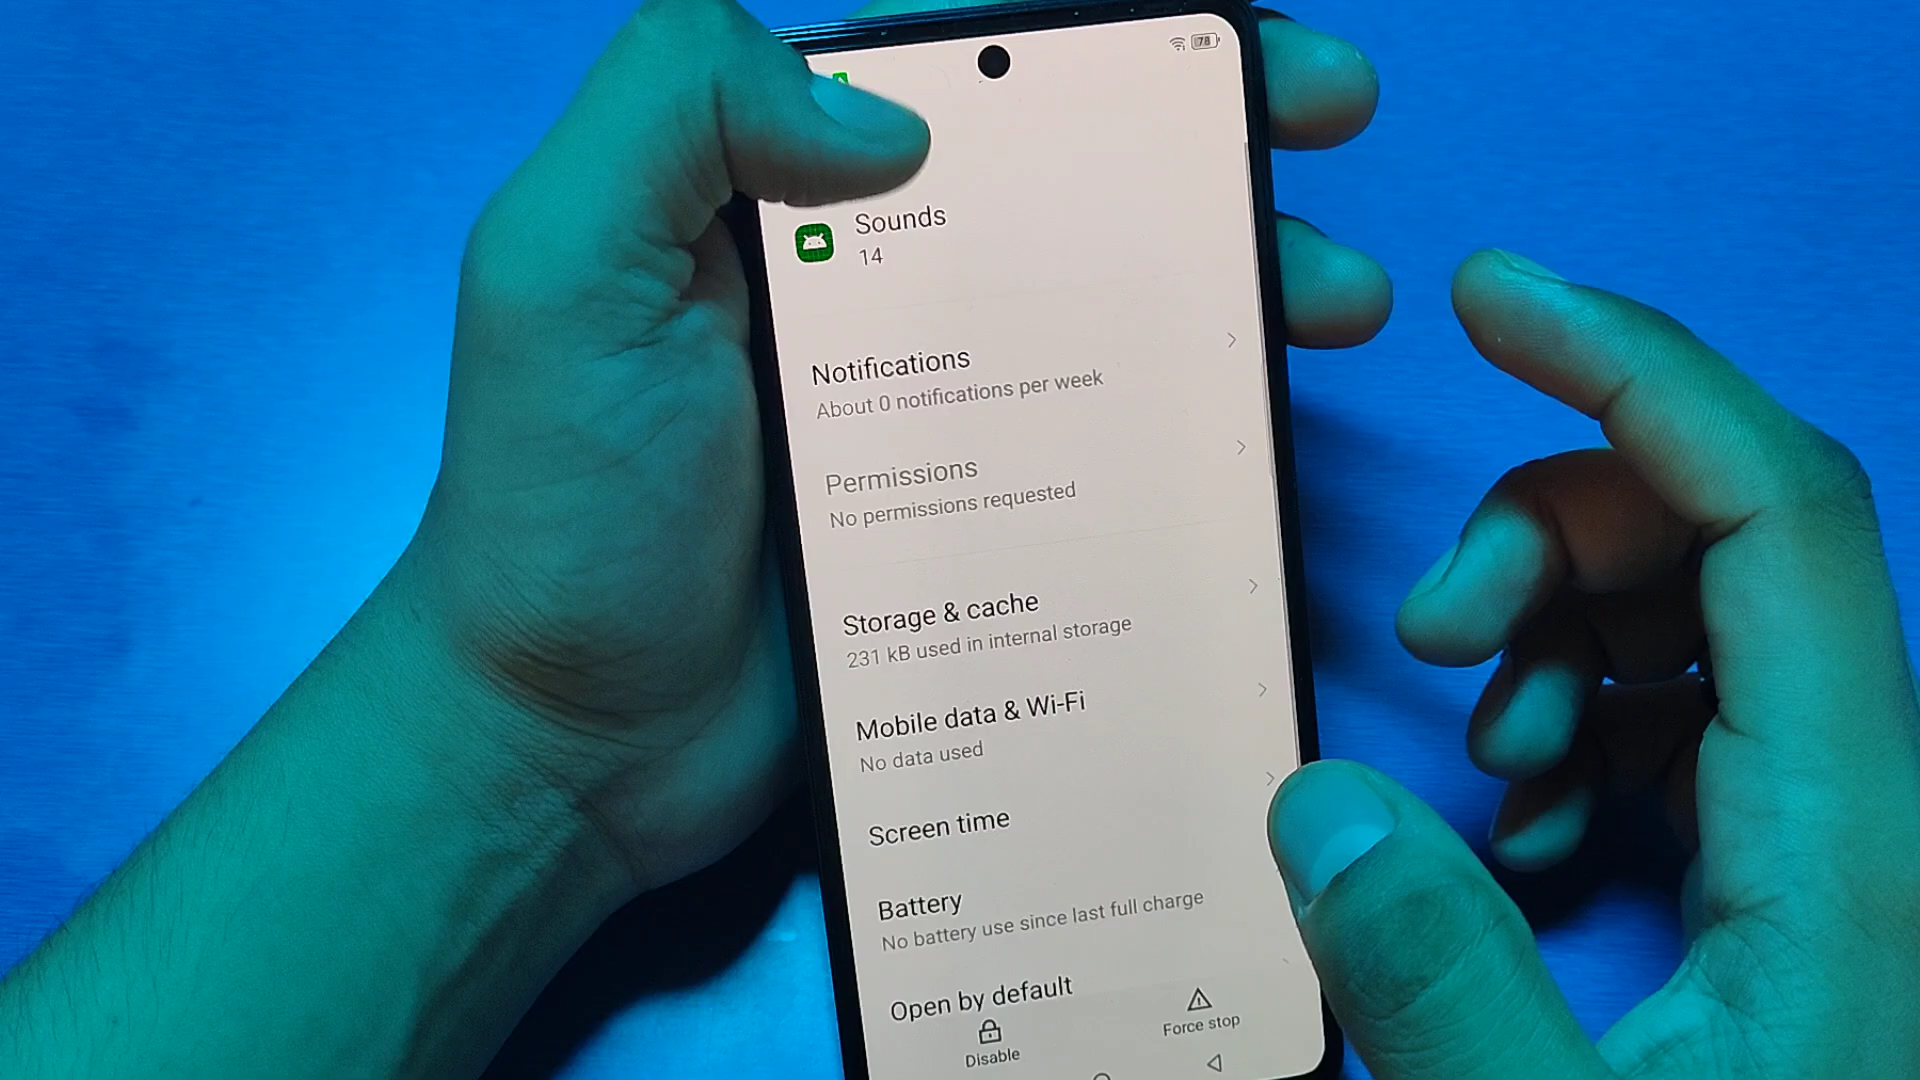 78
Sounds
14
Notifications
About 0 notifications per week
Permissions
No permissions requested
Storage & cache
231 kB used in internal storage
Mobile data & Wi-Fi
No data used
Screen time
Battery
No battery use since last full charge
Open by default
Disable
Force stop